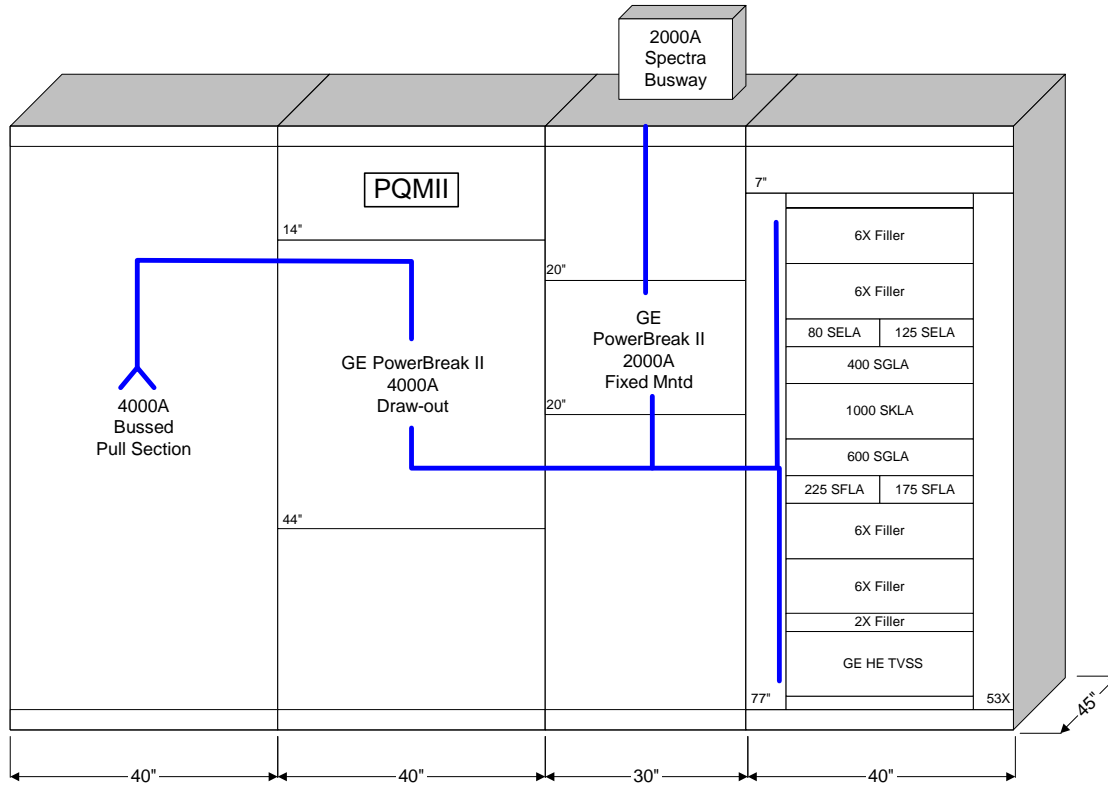 2000A
Spectra
Busway
PQMII
14"
44"
4000A
Bussed
Pull Section
GE PowerBreak II
4000A
Draw-out
20"
20"
GE
PowerBreak II
2000A
Fixed Mntd
7"
6X Filler
6X Filler
80 SELA 125 SELA
400 SGLA
1000 SKLA
600 SGLA
225 SFLA 175 SFLA
6X Filler
6X Filler
2X Filler
GE HE TVSS
77"
53X
45"
40" 40" 30" 40"